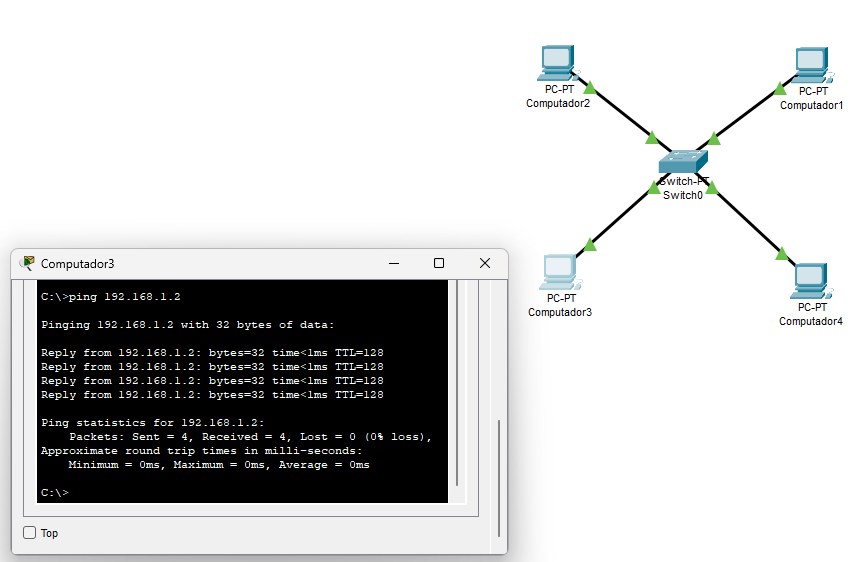 PC-PT
Computador2
PC-PT
Computador1
Switch-PT
Switch0
PC-PT
Computador3
PC-PT
Computador4
Computador3
C:\>ping 192.168.1.2
Pinging 192.168.1.2 with 32 bytes of data:
Reply from 192.168.1.2: bytes=32 time<1ms TTL=128
Reply from 192.168.1.2: bytes=32 time<1ms TTL=128
Reply from 192.168.1.2: bytes=32 time<1ms TTL=128
Reply from 192.168.1.2: bytes=32 time<1ms TTL=128
Ping statistics for 192.168.1.2:
Packets: Sent = 4, Received = 4, Lost = 0 (0% loss),
Approximate round trip times in milli-seconds:
Minimum = 0ms, Maximum = 0ms, Average = 0ms
C:\>
Top